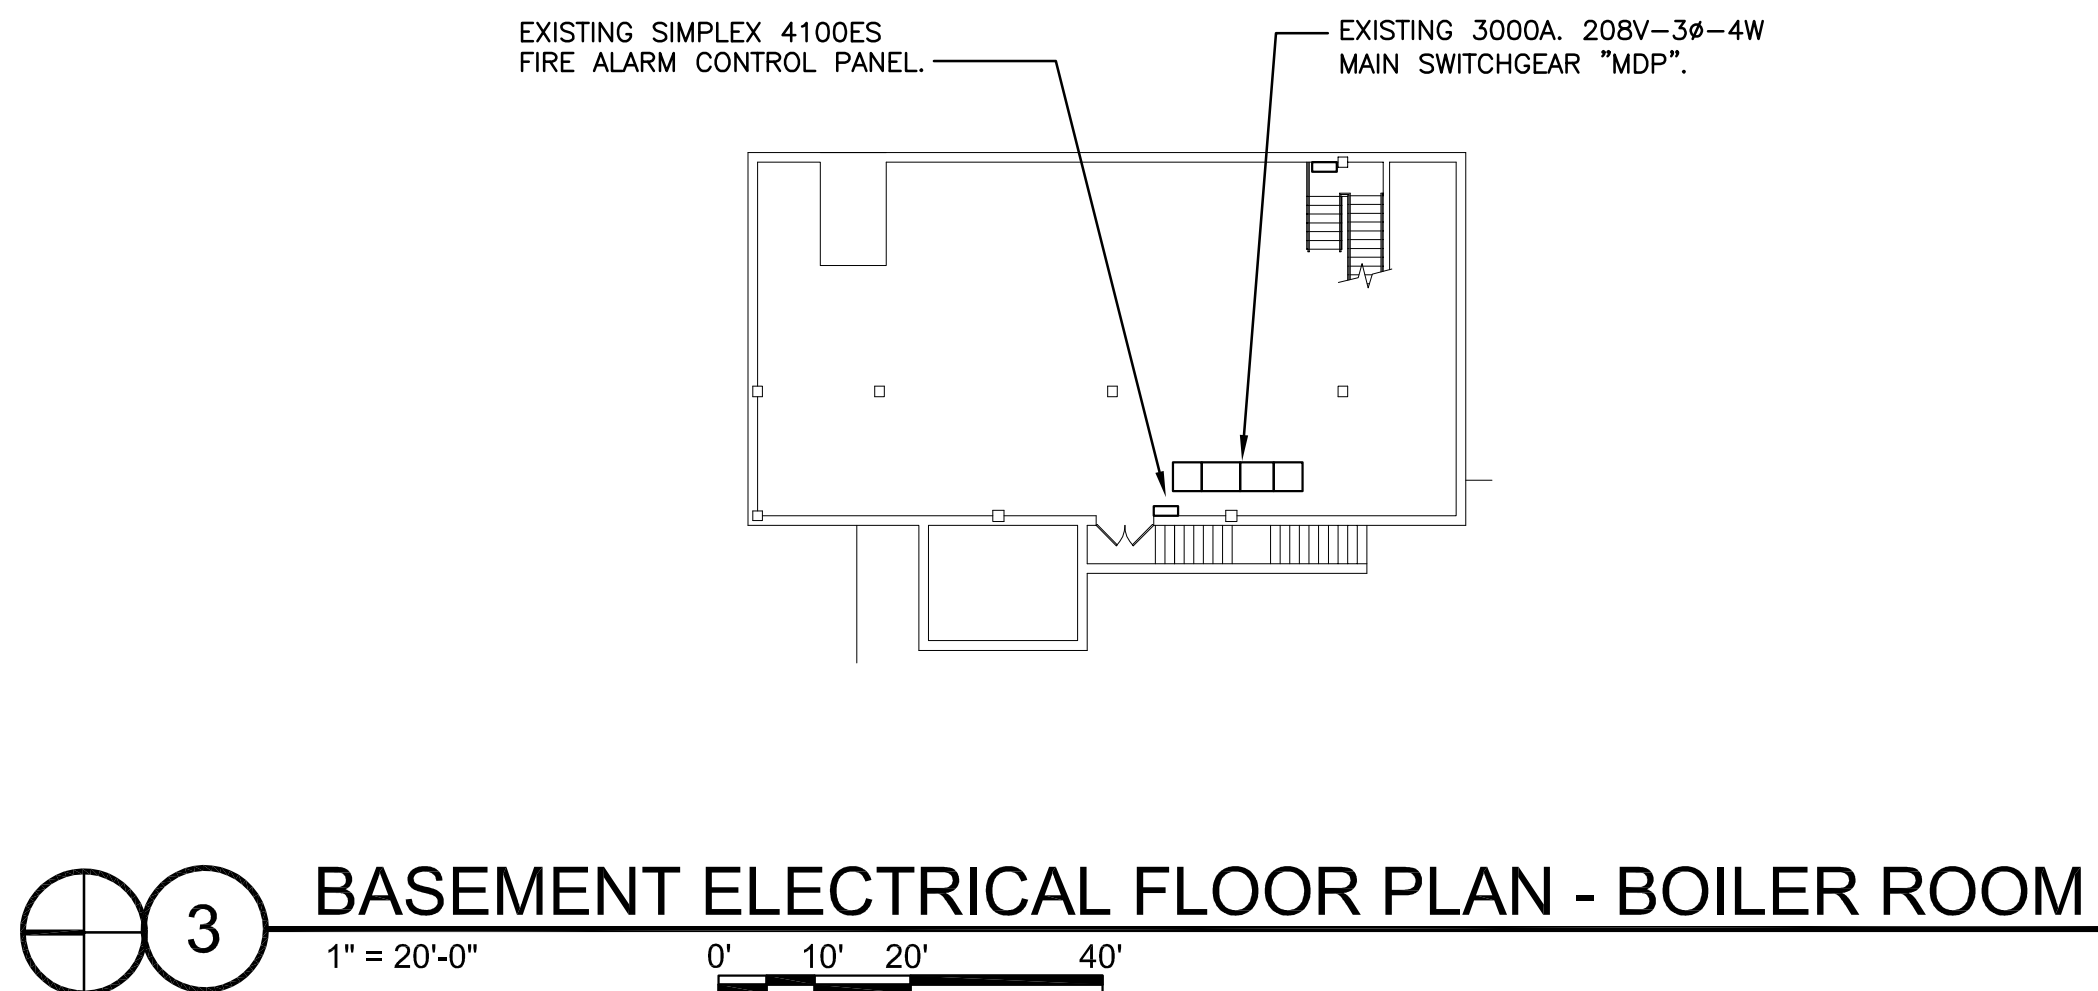 EXISTING SIMPLEX 4100ES
FIRE ALARM CONTROL PANEL.
EXISTING 3000A. 208V-3ø-4W
MAIN SWITCHGEAR "MDP".
3
BASEMENT ELECTRICAL FLOOR PLAN - BOILER ROOM
1" = 20'-0"
0' 10' 20' 40'